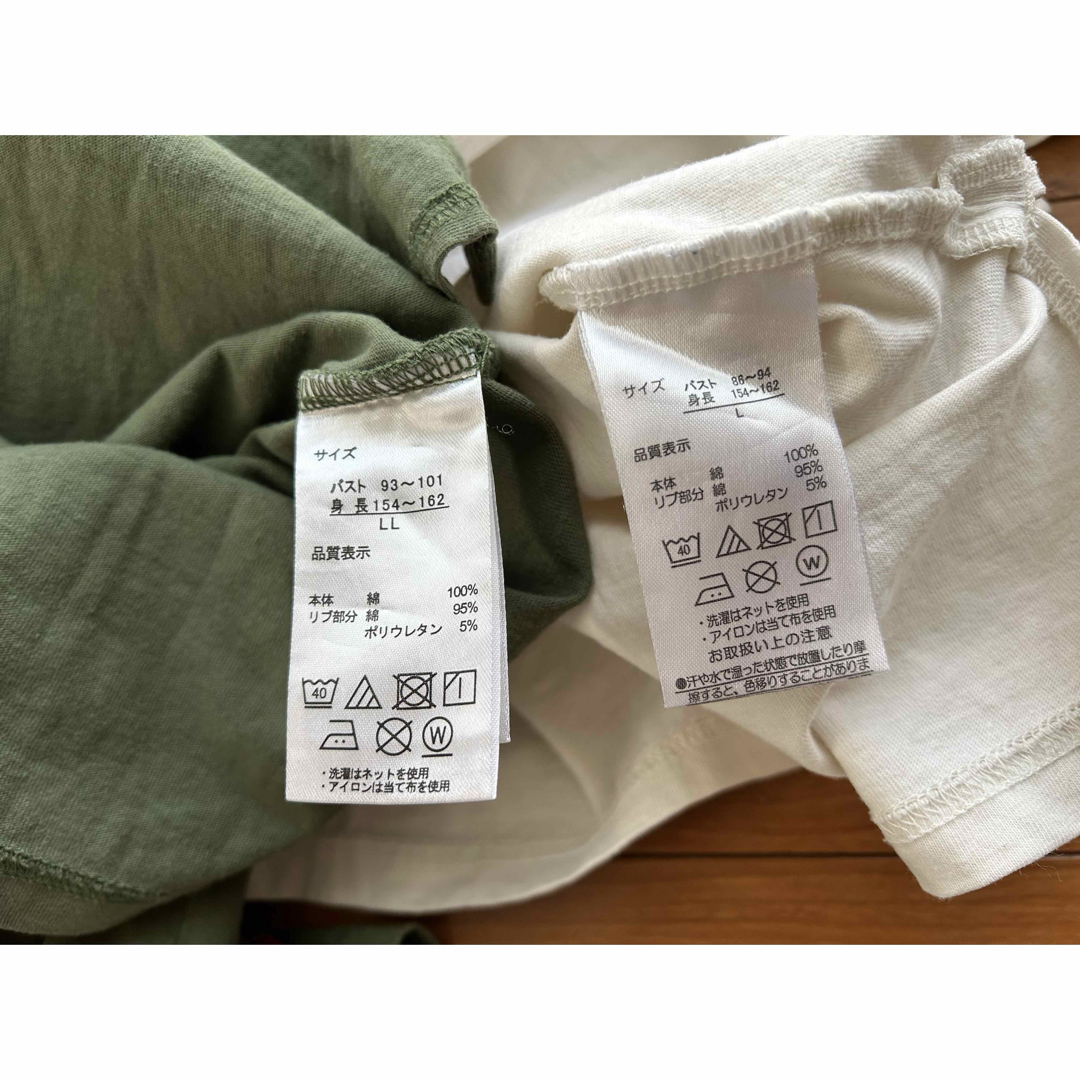 サイズ
バスト 93～101
身 長 154～162
LL
品質表示
本体 綿 100%
リブ部分 綿 95%
ポリウレタン 5%
40
W
・洗濯はネットを使用
・アイロンは当て布を使用
サイズ バスト 86～94
身長 154～162
L
品質表示
本体 綿 100%
リブ部分 綿 95%
ポリウレタン 5%
40
W
・洗濯はネットを使用
・アイロンは当て布を使用
お取扱い上の注意
●汗や水で湿った状態で放置したり摩
擦すると、色移りすることがありま